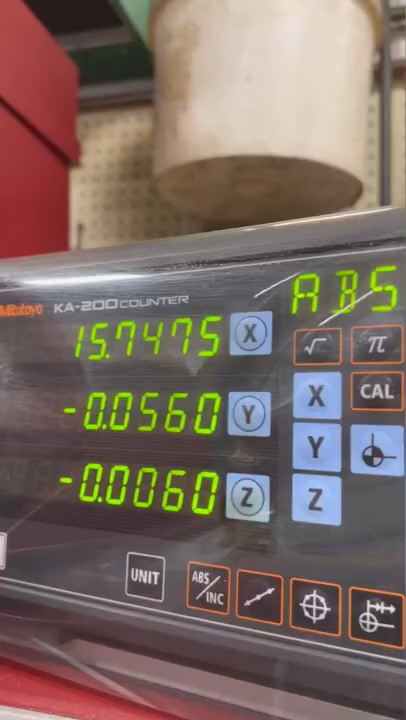 Mitutoyo KA-200 COUNTER
ABS
15.7475 X
-0.0560 Y
-0.0060 Z
√ π
X CAL
Y
Z
UNIT ABS/INC